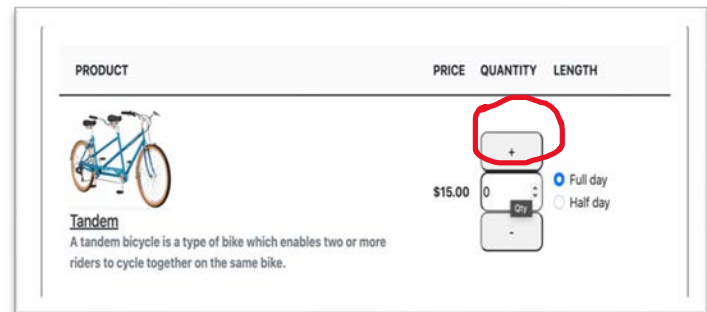 PRODUCT PRICE QUANTITY LENGTH
+
$15.00 0 Full day
Qty Half day
-
Tandem
A tandem bicycle is a type of bike which enables two or more
riders to cycle together on the same bike.